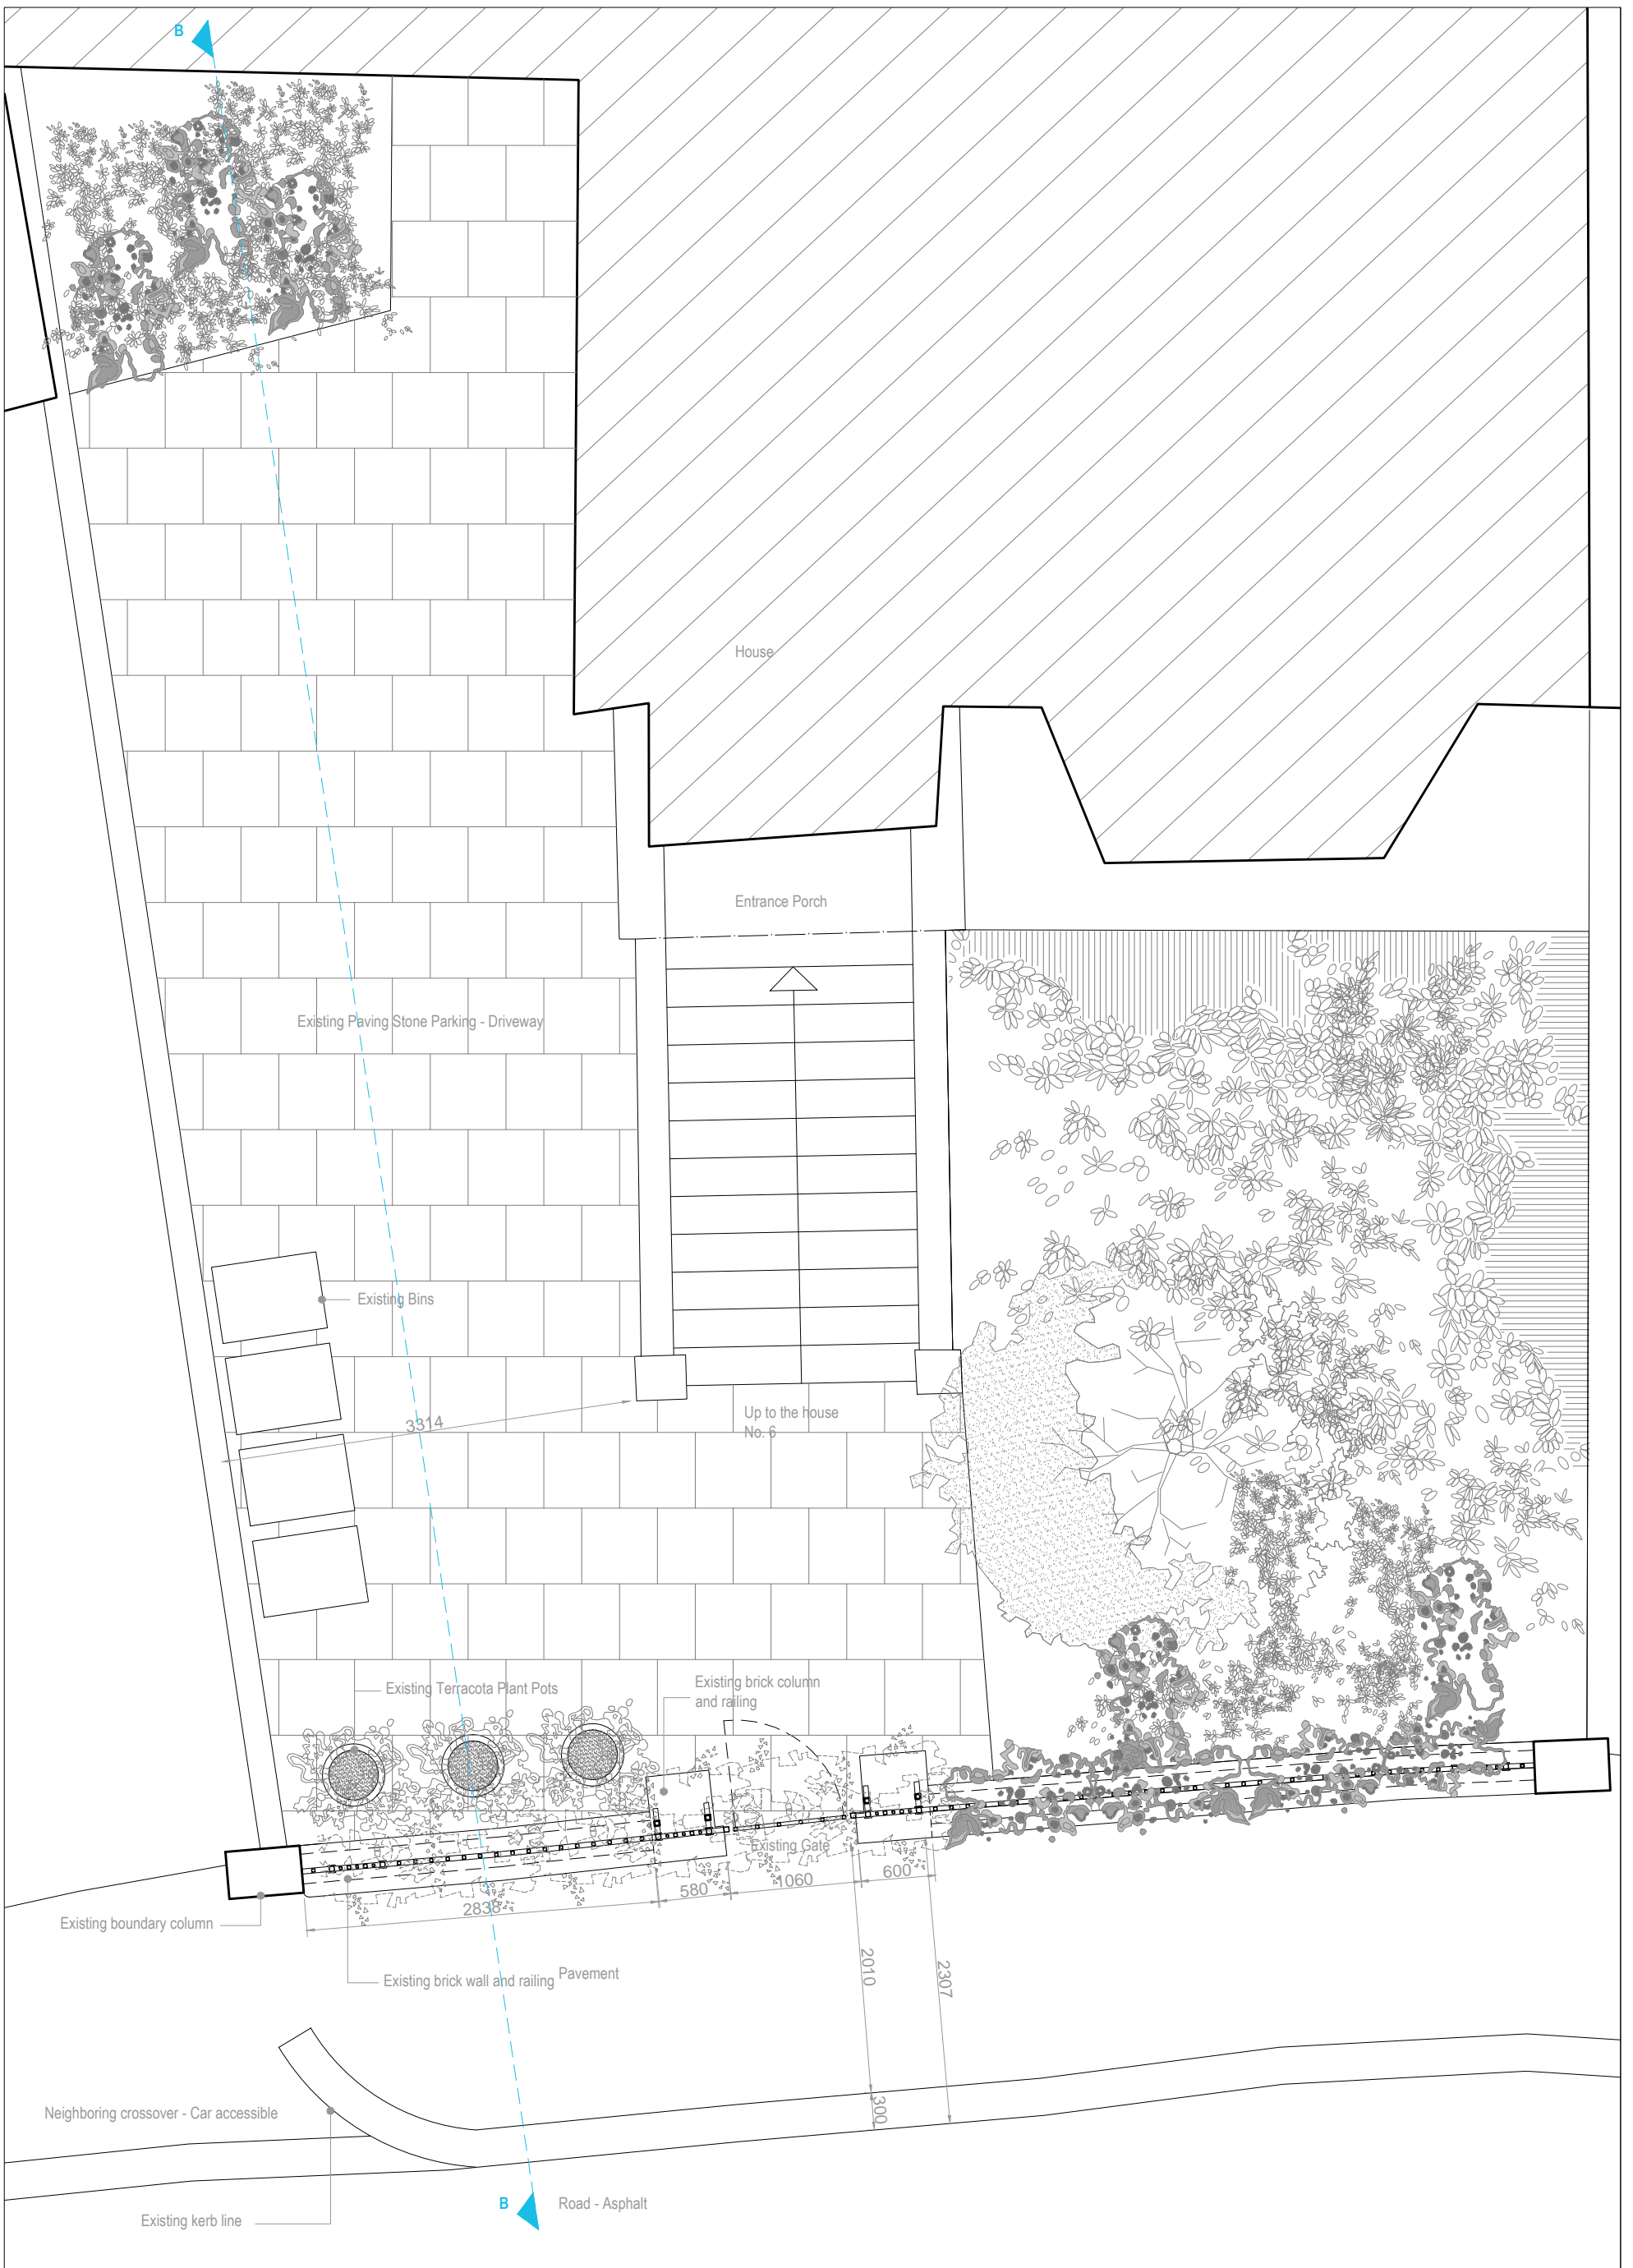 B
House
Entrance Porch
Existing Paving Stone Parking - Driveway
Existing Bins
3314
Up to the house
No. 6
Existing Terracota Plant Pots
Existing brick column
and railing
Existing Gate
600
1060
580
2838
Existing boundary column
Existing brick wall and railing
Pavement
2010
2307
300
Neighboring crossover - Car accessible
Existing kerb line
B
Road - Asphalt